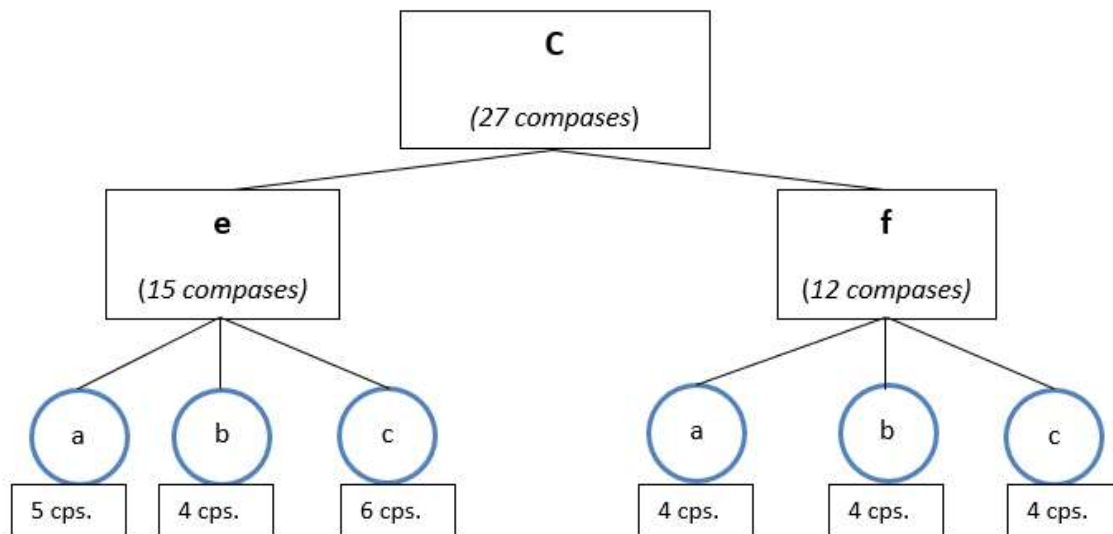 C
(27 compases)
e
(15 compases)
f
(12 compases)
a
b
c
a
b
c
5 cps.
4 cps.
6 cps.
4 cps.
4 cps.
4 cps.